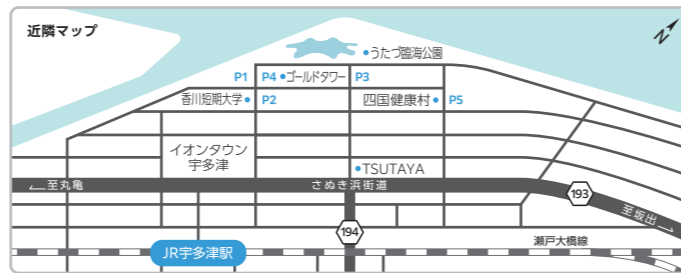 近隣マップ
N
うたづ臨海公園
P1
P4
ゴールドタワー
P3
香川短期大学
P2
四国健康村
P5
イオンタウン
宇多津
TSUTAYA
至丸亀
さぬき浜街道
193
至坂出
194
瀬戸大橋線
JR宇多津駅